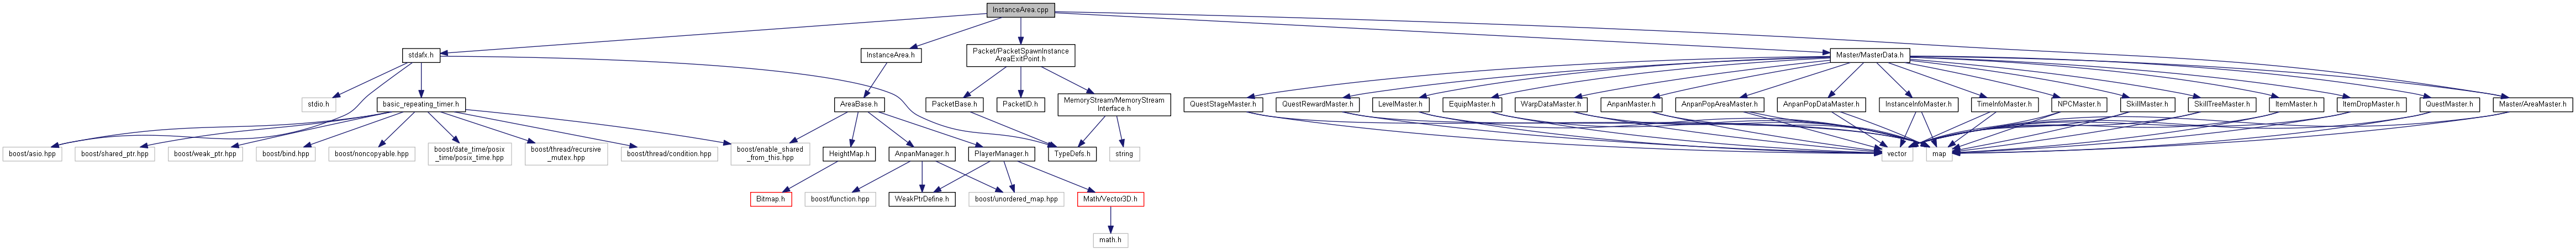 InstanceArea.cpp
stdafx.h
InstanceArea.h
Packet/PacketSpawnInstance
AreaExitPoint.h
Master/MasterData.h
stdio.h
basic_repeating_timer.h
AreaBase.h
PacketBase.h
PacketID.h
MemoryStream/MemoryStream
Interface.h
QuestStageMaster.h
QuestRewardMaster.h
LevelMaster.h
EquipMaster.h
WarpDataMaster.h
AnpanMaster.h
AnpanPopAreaMaster.h
AnpanPopDataMaster.h
InstanceInfoMaster.h
TimeInfoMaster.h
NPCMaster.h
SkillMaster.h
SkillTreeMaster.h
ItemMaster.h
ItemDropMaster.h
QuestMaster.h
Master/AreaMaster.h
boost/asio.hpp
boost/shared_ptr.hpp
boost/weak_ptr.hpp
boost/bind.hpp
boost/noncopyable.hpp
boost/date_time/posix
_time/posix_time.hpp
boost/thread/recursive
_mutex.hpp
boost/thread/condition.hpp
boost/enable_shared
_from_this.hpp
HeightMap.h
AnpanManager.h
PlayerManager.h
TypeDefs.h
string
vector
map
Bitmap.h
boost/function.hpp
WeakPtrDefine.h
boost/unordered_map.hpp
Math/Vector3D.h
math.h